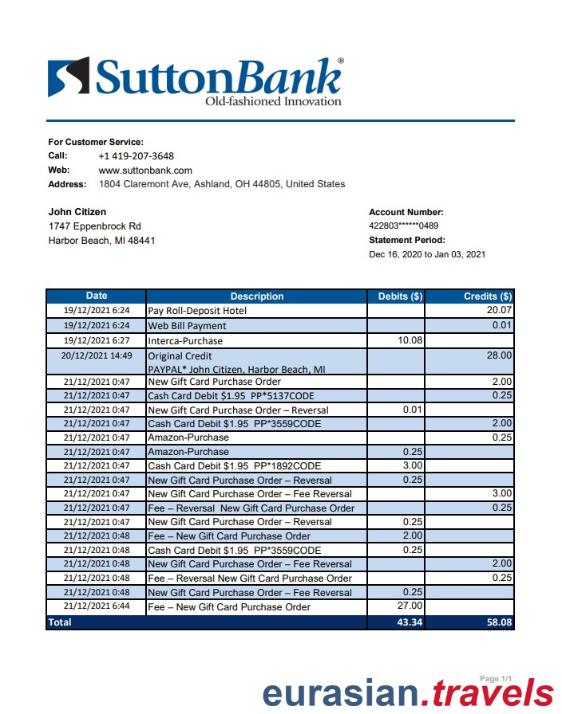 SuttonBank®
Old-fashioned Innovation
For Customer Service:
Call: +1 419-207-3648
Web: www.suttonbank.com
Address: 1804 Claremont Ave, Ashland, OH 44805, United States
John Citizen
1747 Eppenbrock Rd
Harbor Beach, MI 48441
Account Number:
422803******0489
Statement Period:
Dec 16, 2020 to Jan 03, 2021
Date Description Debits ($) Credits ($)
19/12/2021 6:24 Pay Roll-Deposit Hotel 20.07
19/12/2021 6:24 Web Bill Payment 0.01
19/12/2021 6:27 Interca-Purchase 10.08
20/12/2021 14:49 Original Credit 28.00
PAYPAL* John Citizen, Harbor Beach, MI
21/12/2021 0:47 New Gift Card Purchase Order 2.00
21/12/2021 0:47 Cash Card Debit $1.95 PP*5137CODE 0.25
21/12/2021 0:47 New Gift Card Purchase Order – Reversal 0.01
21/12/2021 0:47 Cash Card Debit $1.95 PP*3559CODE 2.00
21/12/2021 0:47 Amazon-Purchase 0.25
21/12/2021 0:47 Amazon-Purchase 0.25
21/12/2021 0:47 Cash Card Debit $1.95 PP*1892CODE 3.00
21/12/2021 0:47 New Gift Card Purchase Order – Reversal 0.25
21/12/2021 0:47 New Gift Card Purchase Order – Fee Reversal 3.00
21/12/2021 0:47 Fee – Reversal New Gift Card Purchase Order 0.25
21/12/2021 0:47 New Gift Card Purchase Order – Reversal 0.25
21/12/2021 0:48 Fee – New Gift Card Purchase Order 2.00
21/12/2021 0:48 Cash Card Debit $1.95 PP*3559CODE 0.25
21/12/2021 0:48 New Gift Card Purchase Order – Fee Reversal 2.00
21/12/2021 0:48 Fee – Reversal New Gift Card Purchase Order 0.25
21/12/2021 0:48 New Gift Card Purchase Order – Fee Reversal 0.25
21/12/2021 6:44 Fee – New Gift Card Purchase Order 27.00
Total 43.34 58.08
Page 1/1
eurasian.travels